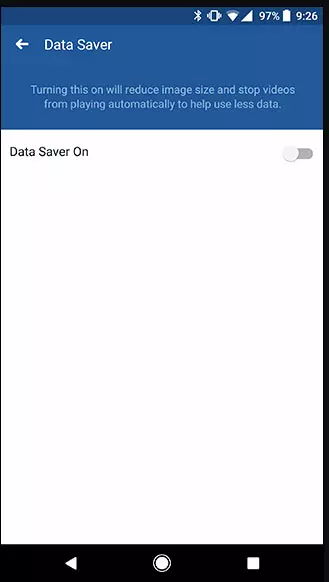 97% 9:26
Data Saver
Turning this on will reduce image size and stop videos
from playing automatically to help use less data.
Data Saver On